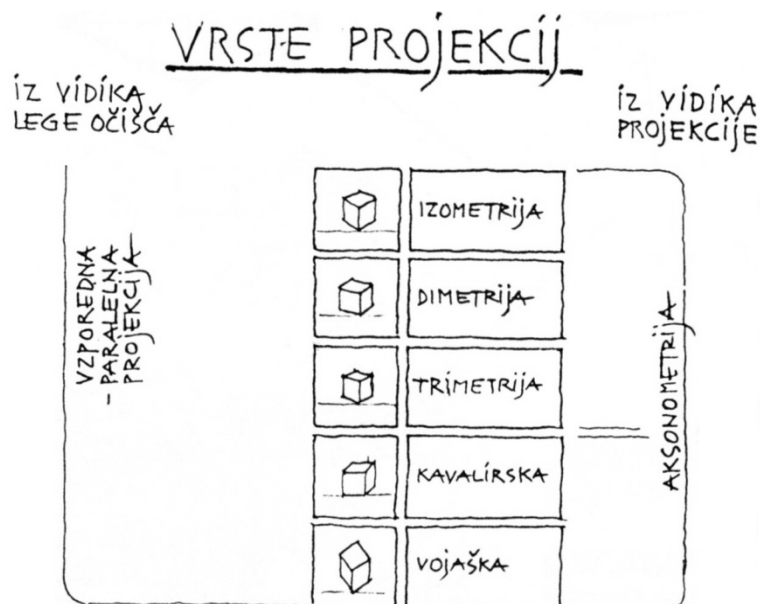 VRSTE PROJEKCIJ
IZ VIDIKA
LEGE OČIŠČA
IZ VIDIKA
PROJEKCIJE
VZPOREDNA
- PARALELNA
PROJEKCIJA
IZOMETRIJA
DIMETRIJA
TRIMETRIJA
KAVALIRSKA
VOJAŠKA
AKSONOMETRIJA